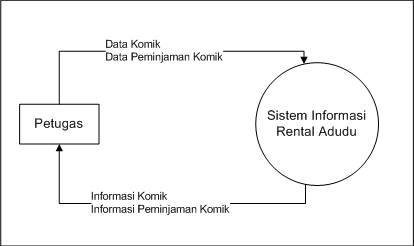 Data Komik
Data Peminjaman Komik
Petugas
Sistem Informasi
Rental Adudu
Informasi Komik
Informasi Peminjaman Komik